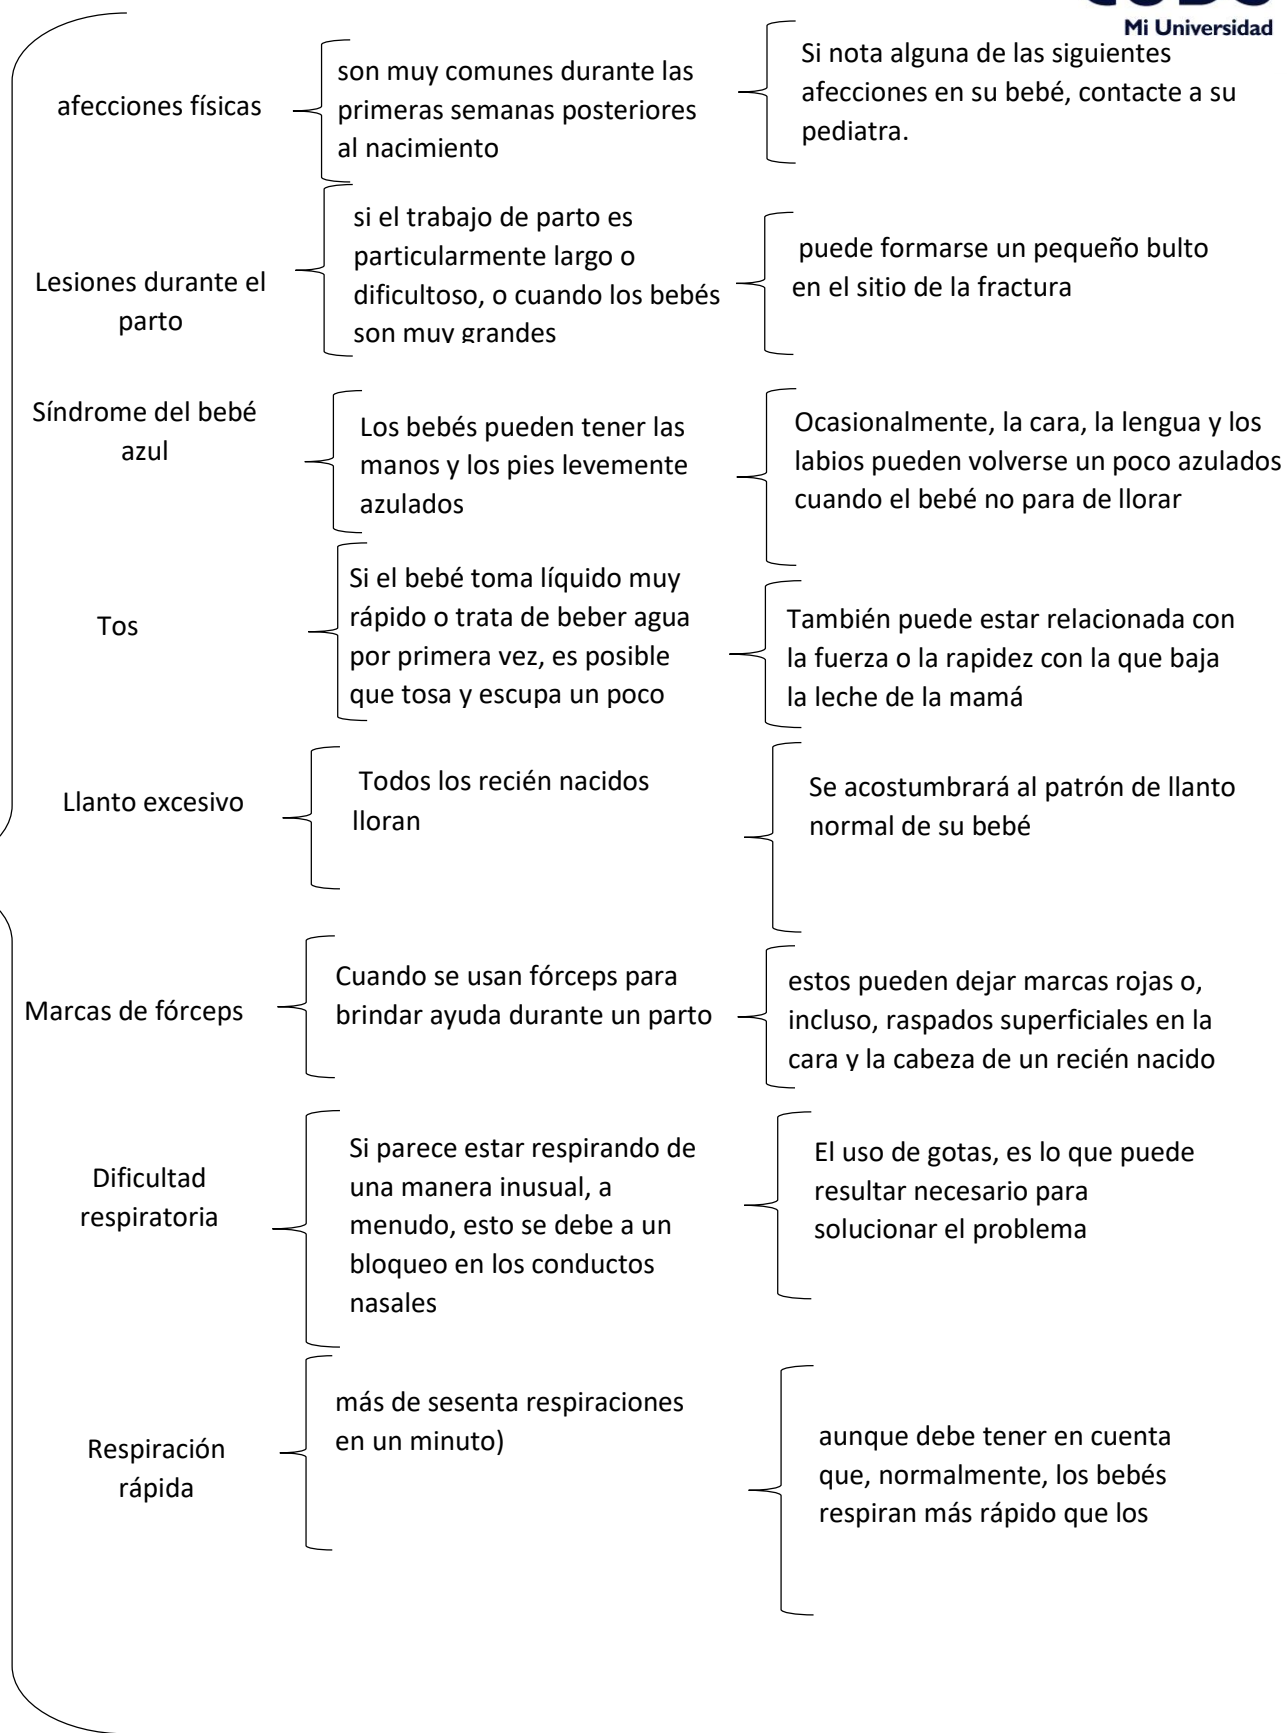 Mi Universidad
afecciones físicas
son muy comunes durante las
primeras semanas posteriores
al nacimiento
Si nota alguna de las siguientes
afecciones en su bebé, contacte a su
pediatra.
Lesiones durante el
parto
si el trabajo de parto es
particularmente largo o
dificultoso, o cuando los bebés
son muy grandes
puede formarse un pequeño bulto
en el sitio de la fractura
Síndrome del bebé
azul
Los bebés pueden tener las
manos y los pies levemente
azulados
Ocasionalmente, la cara, la lengua y los
labios pueden volverse un poco azulados
cuando el bebé no para de llorar
Tos
Si el bebé toma líquido muy
rápido o trata de beber agua
por primera vez, es posible
que tosa y escupa un poco
También puede estar relacionada con
la fuerza o la rapidez con la que baja
la leche de la mamá
Llanto excesivo
Todos los recién nacidos
lloran
Se acostumbrará al patrón de llanto
normal de su bebé
Marcas de fórceps
Cuando se usan fórceps para
brindar ayuda durante un parto
estos pueden dejar marcas rojas o,
incluso, raspados superficiales en la
cara y la cabeza de un recién nacido
Dificultad
respiratoria
Si parece estar respirando de
una manera inusual, a
menudo, esto se debe a un
bloqueo en los conductos
nasales
El uso de gotas, es lo que puede
resultar necesario para
solucionar el problema
Respiración
rápida
más de sesenta respiraciones
en un minuto)
aunque debe tener en cuenta
que, normalmente, los bebés
respiran más rápido que los